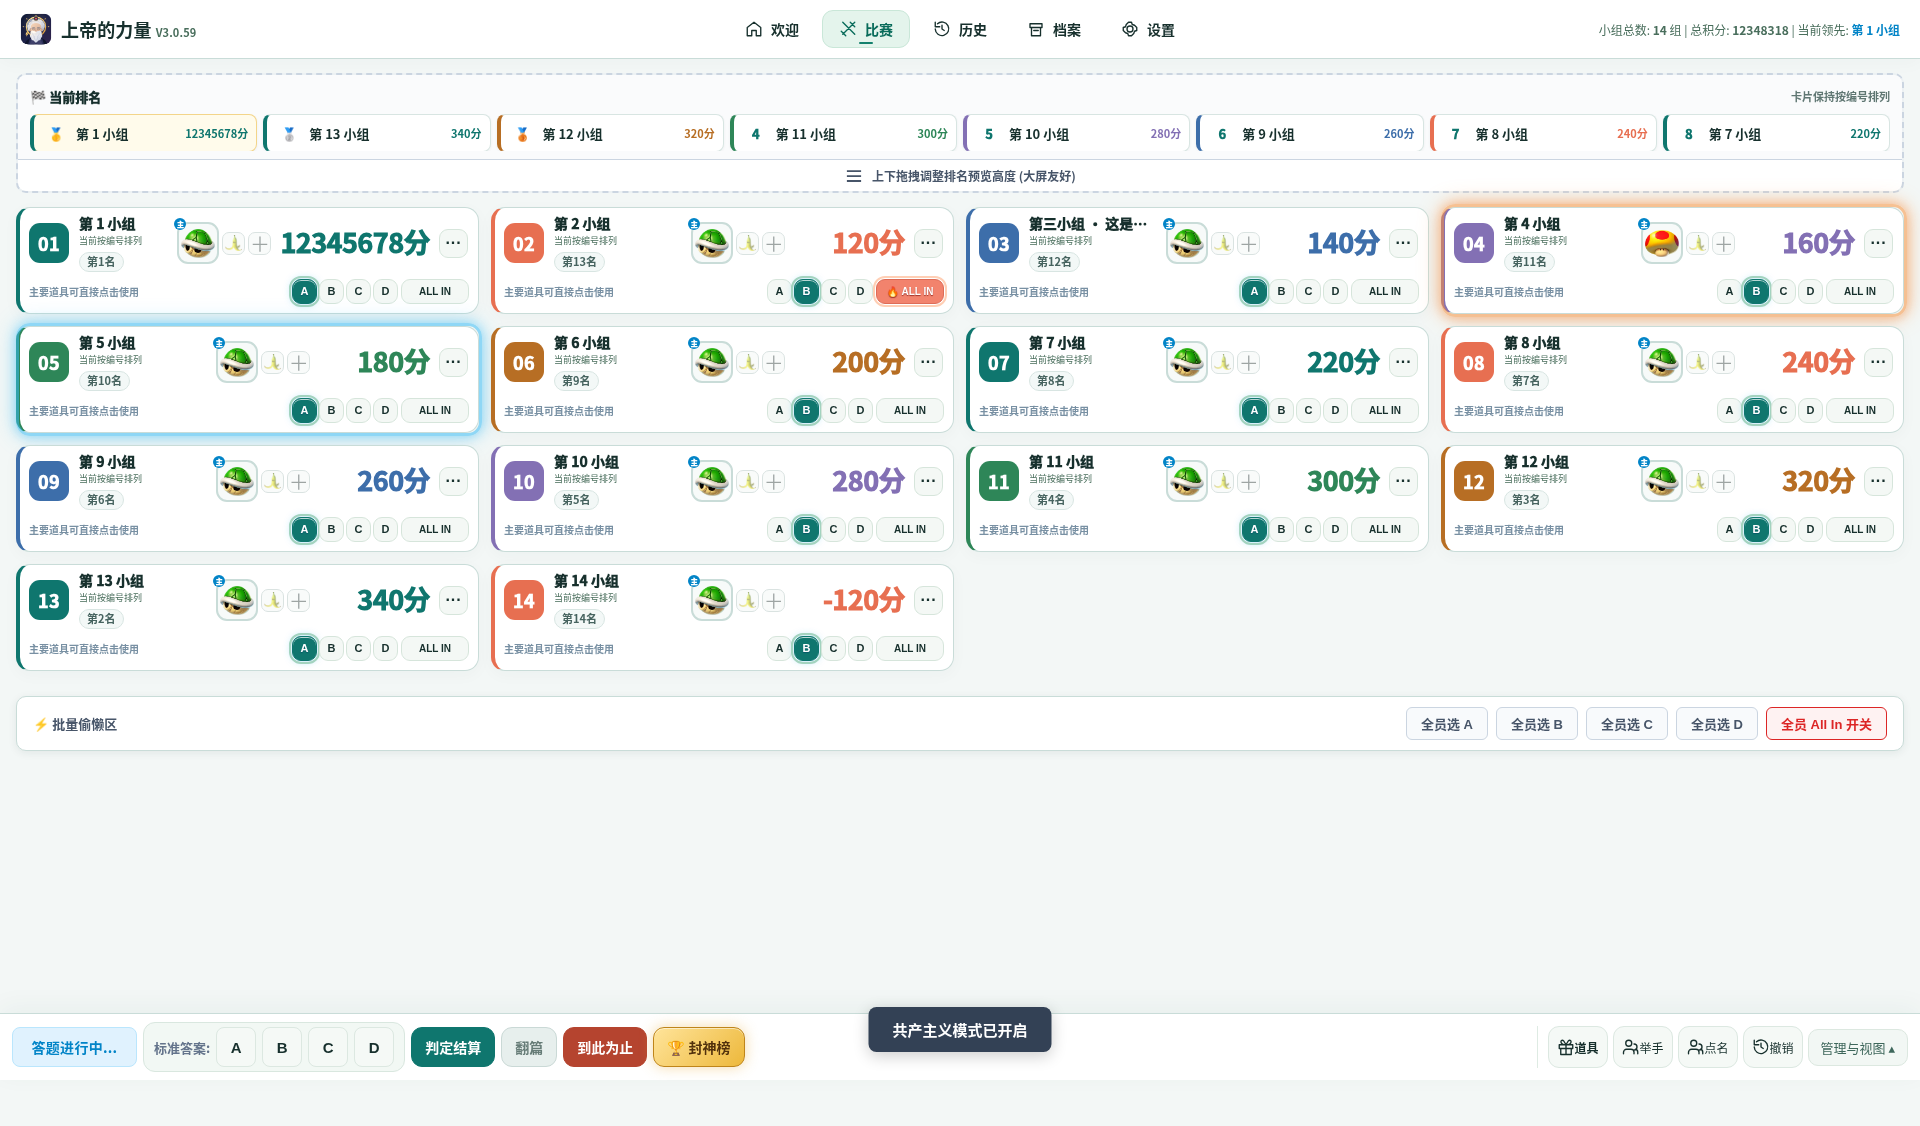 上帝的力量 V3.0.59
欢迎
比赛
历史
档案
设置
小组总数: 14 组 | 总积分: 12348318 | 当前领先: 第 1 小组
🏁 当前排名
卡片保持按编号排列
🥇 第 1 小组 12345678分
🥈 第 13 小组 340分
🥉 第 12 小组 320分
4 第 11 小组 300分
5 第 10 小组 280分
6 第 9 小组 260分
7 第 8 小组 240分
8 第 7 小组 220分
上下拖拽调整排名预览高度 (大屏友好)
01 第 1 小组
当前按编号排列
第1名
主 12345678分 ···
主要道具可直接点击使用
A B C D ALL IN
02 第 2 小组
当前按编号排列
第13名
主 120分 ···
主要道具可直接点击使用
A B C D 🔥 ALL IN
03 第三小组 · 这是···
当前按编号排列
第12名
主 140分 ···
主要道具可直接点击使用
A B C D ALL IN
04 第 4 小组
当前按编号排列
第11名
主 160分 ···
主要道具可直接点击使用
A B C D ALL IN
05 第 5 小组
当前按编号排列
第10名
主 180分 ···
主要道具可直接点击使用
A B C D ALL IN
06 第 6 小组
当前按编号排列
第9名
主 200分 ···
主要道具可直接点击使用
A B C D ALL IN
07 第 7 小组
当前按编号排列
第8名
主 220分 ···
主要道具可直接点击使用
A B C D ALL IN
08 第 8 小组
当前按编号排列
第7名
主 240分 ···
主要道具可直接点击使用
A B C D ALL IN
09 第 9 小组
当前按编号排列
第6名
主 260分 ···
主要道具可直接点击使用
A B C D ALL IN
10 第 10 小组
当前按编号排列
第5名
主 280分 ···
主要道具可直接点击使用
A B C D ALL IN
11 第 11 小组
当前按编号排列
第4名
主 300分 ···
主要道具可直接点击使用
A B C D ALL IN
12 第 12 小组
当前按编号排列
第3名
主 320分 ···
主要道具可直接点击使用
A B C D ALL IN
13 第 13 小组
当前按编号排列
第2名
主 340分 ···
主要道具可直接点击使用
A B C D ALL IN
14 第 14 小组
当前按编号排列
第14名
主 -120分 ···
主要道具可直接点击使用
A B C D ALL IN
⚡ 批量偷懒区
全员选 A
全员选 B
全员选 C
全员选 D
全员 All In 开关
共产主义模式已开启
答题进行中...
标准答案: A B C D
判定结算
翻篇
到此为止
🏆 封神榜
道具
举手
点名
撤销
管理与视图 ▴